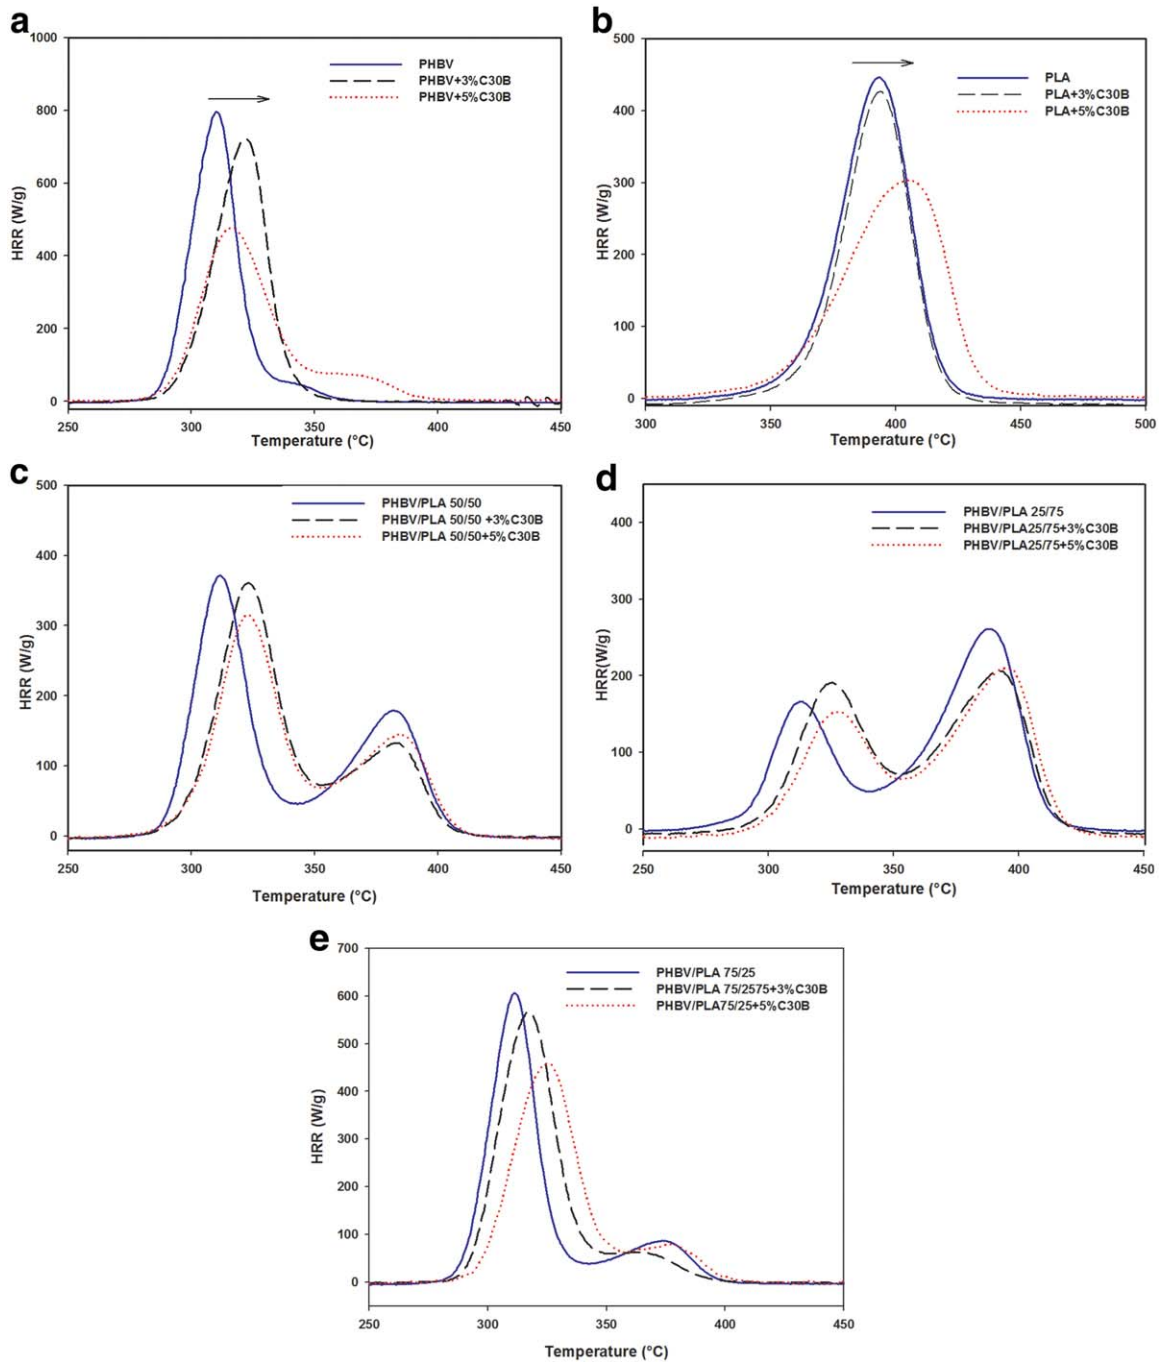 a
1000
800
600
400
200
0
HRR (W/g)
250
300
350
400
450
Temperature (°C)
PHBV
PHBV+3%C30B
PHBV+5%C30B
b
500
400
300
200
100
0
HRR (W/g)
300
350
400
450
500
Temperature (°C)
PLA
PLA+3%C30B
PLA+5%C30B
c
500
400
300
200
100
0
HRR (W/g)
250
300
350
400
450
Temperature (°C)
PHBV/PLA 50/50
PHBV/PLA 50/50 +3%C30B
PHBV/PLA 50/50+5%C30B
d
400
300
200
100
0
HRR(W/g)
250
300
350
400
450
Temperature (°C)
PHBV/PLA 25/75
PHBV/PLA25/75+3%C30B
PHBV/PLA25/75+5%C30B
e
700
600
500
400
300
200
100
0
HRR (W/g)
250
300
350
400
450
Temperature (°C)
PHBV/PLA 75/25
PHBV/PLA 75/2575+3%C30B
PHBV/PLA75/25+5%C30B